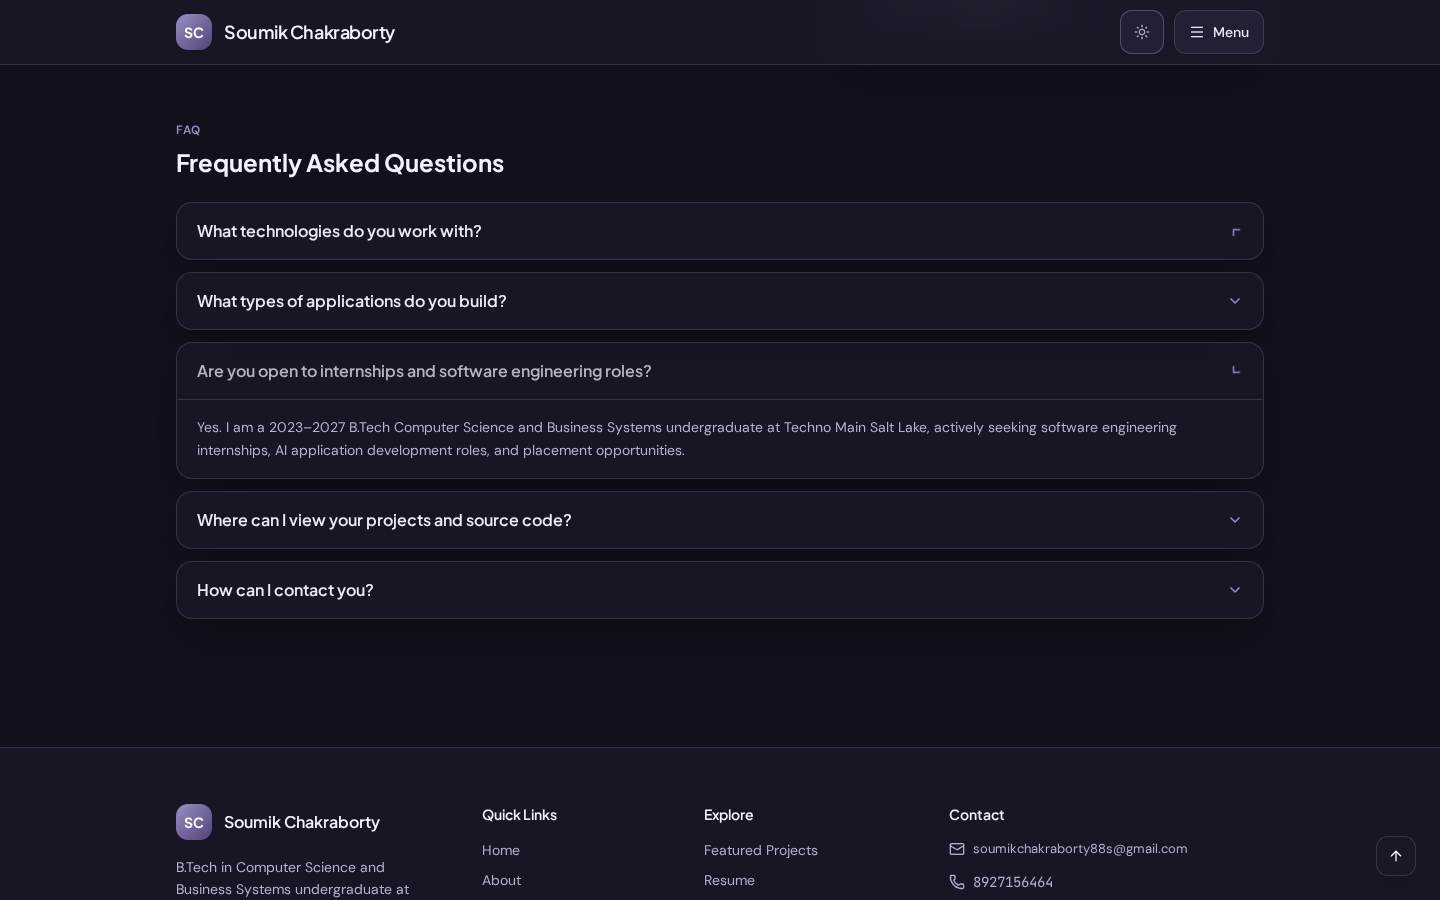 SC Soumik Chakraborty
Menu
FAQ
Frequently Asked Questions
What technologies do you work with?
What types of applications do you build?
Are you open to internships and software engineering roles?
Yes. I am a 2023–2027 B.Tech Computer Science and Business Systems undergraduate at Techno Main Salt Lake, actively seeking software engineering
internships, AI application development roles, and placement opportunities.
Where can I view your projects and source code?
How can I contact you?
SC Soumik Chakraborty
B.Tech in Computer Science and
Business Systems undergraduate at
Quick Links
Home
About
Explore
Featured Projects
Resume
Contact
soumikchakraborty88s@gmail.com
8927156464